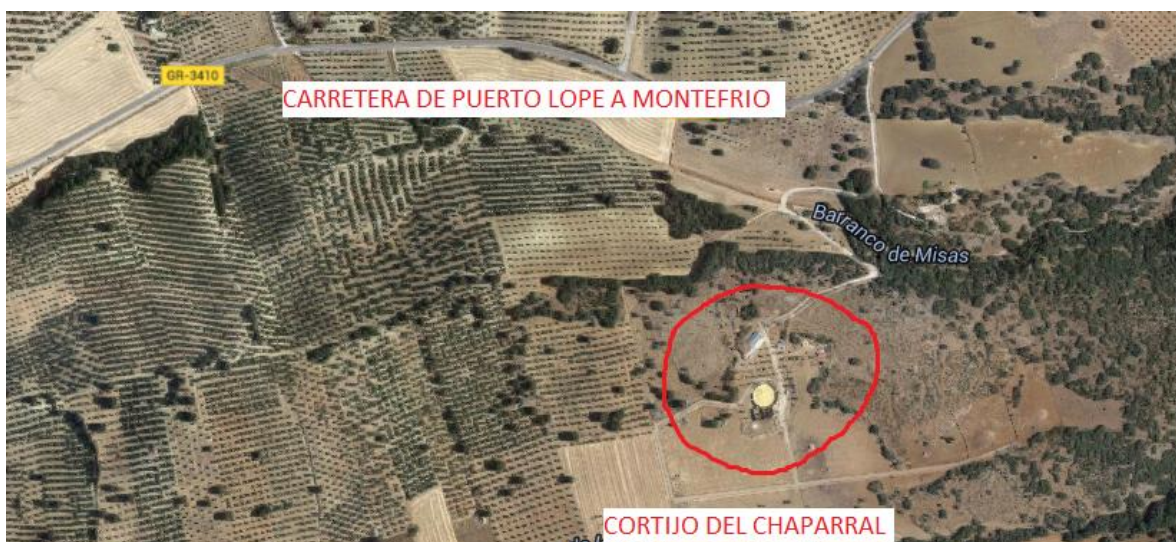 GR-3410
CARRETERA DE PUERTO LOPE A MONTEFRIO
Barranco de Misas
CORTIJO DEL CHAPARRAL